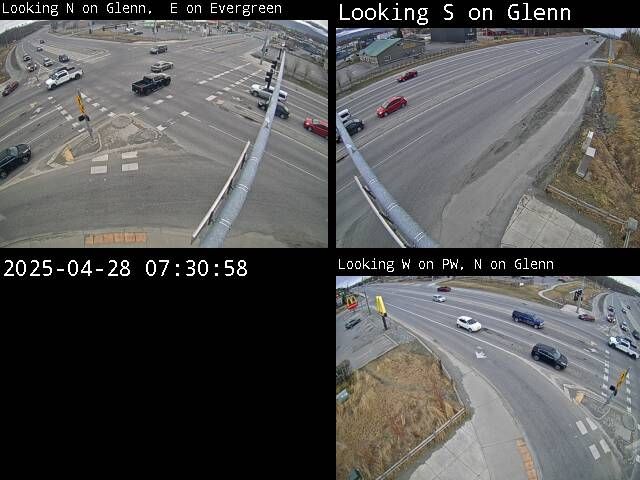 Looking N on Glenn,  E on Evergreen
Looking S on Glenn
2025-04-28 07:30:58
Looking W on PW, N on Glenn